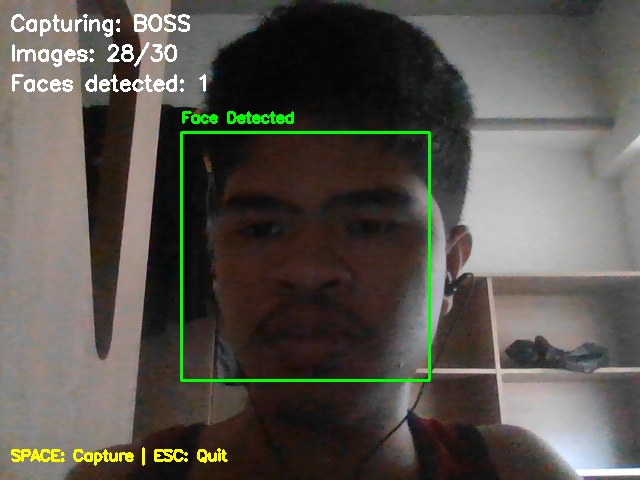 Capturing: BOSS
Images: 28/30
Faces detected: 1
Face Detected
SPACE: Capture | ESC: Quit